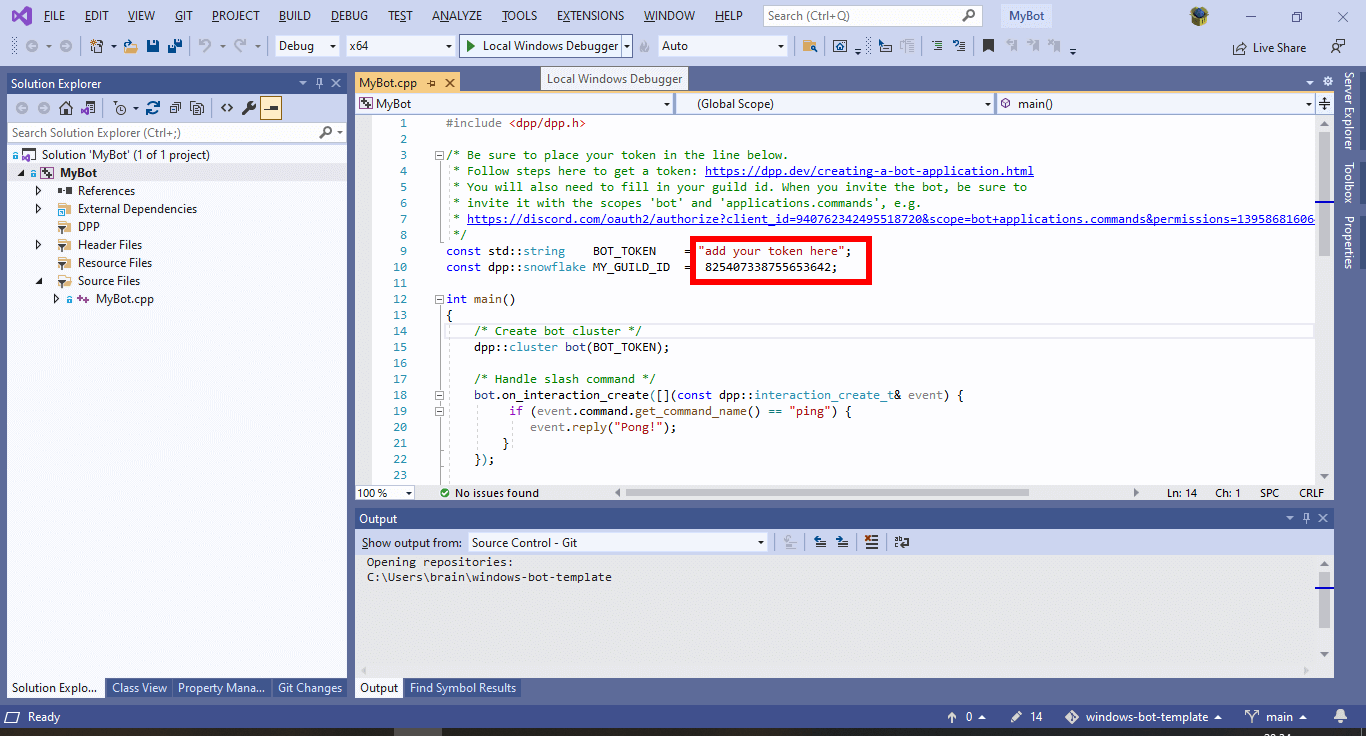 FILE EDIT VIEW GIT PROJECT BUILD DEBUG TEST ANALYZE TOOLS EXTENSIONS WINDOW HELP Search (Ctrl+Q) MyBot
Debug x64 Local Windows Debugger Auto Live Share
Local Windows Debugger
Solution Explorer
Search Solution Explorer (Ctrl+;)
Solution 'MyBot' (1 of 1 project)
MyBot
References
External Dependencies
DPP
Header Files
Resource Files
Source Files
MyBot.cpp
Solution Explo... Class View Property Mana... Git Changes
MyBot.cpp
MyBot (Global Scope) main()
1 #include <dpp/dpp.h>
2
3 /* Be sure to place your token in the line below.
4 * Follow steps here to get a token: https://dpp.dev/creating-a-bot-application.html
5 * You will also need to fill in your guild id. When you invite the bot, be sure to
6 * invite it with the scopes 'bot' and 'applications.commands', e.g.
7 * https://discord.com/oauth2/authorize?client_id=940762342495518720&scope=bot+applications.commands&permissions=13958681606
8 */
9 const std::string BOT_TOKEN = "add your token here";
10 const dpp::snowflake MY_GUILD_ID = 825407338755653642;
11
12 int main()
13 {
14 /* Create bot cluster */
15 dpp::cluster bot(BOT_TOKEN);
16
17 /* Handle slash command */
18 bot.on_interaction_create([](const dpp::interaction_create_t& event) {
19 if (event.command.get_command_name() == "ping") {
20 event.reply("Pong!");
21 }
22 });
23
100 % No issues found Ln: 14 Ch: 1 SPC CRLF
Output
Show output from: Source Control - Git
Opening repositories:
C:\Users\brain\windows-bot-template
Output Find Symbol Results
Server Explorer
Toolbox
Properties
Ready 0 14 windows-bot-template main